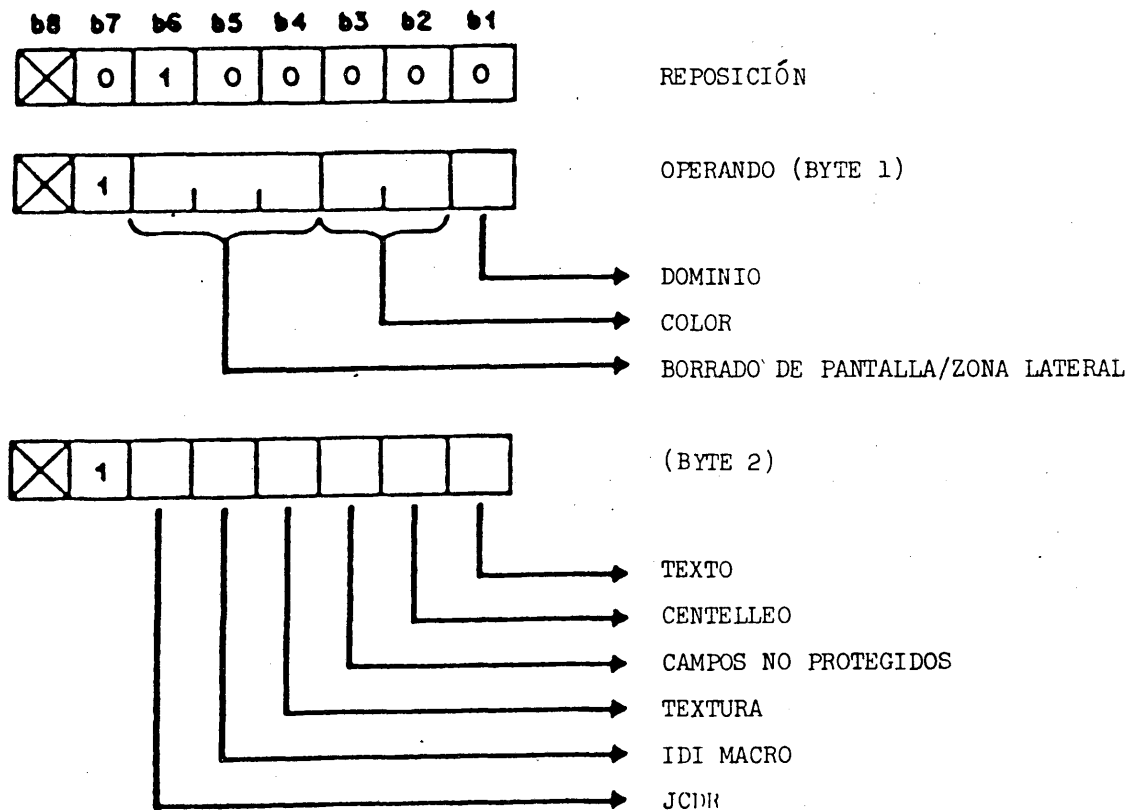 b8 b7 b6 b5 b4 b3 b2 b1
0 1 0 0 0 0 0 REPOSICIÓN
1 OPERANDO (BYTE 1)
DOMINIO
COLOR
BORRADO DE PANTALLA/ZONA LATERAL
1 (BYTE 2)
TEXTO
CENTELLEO
CAMPOS NO PROTEGIDOS
TEXTURA
IDI MACRO
JCDR